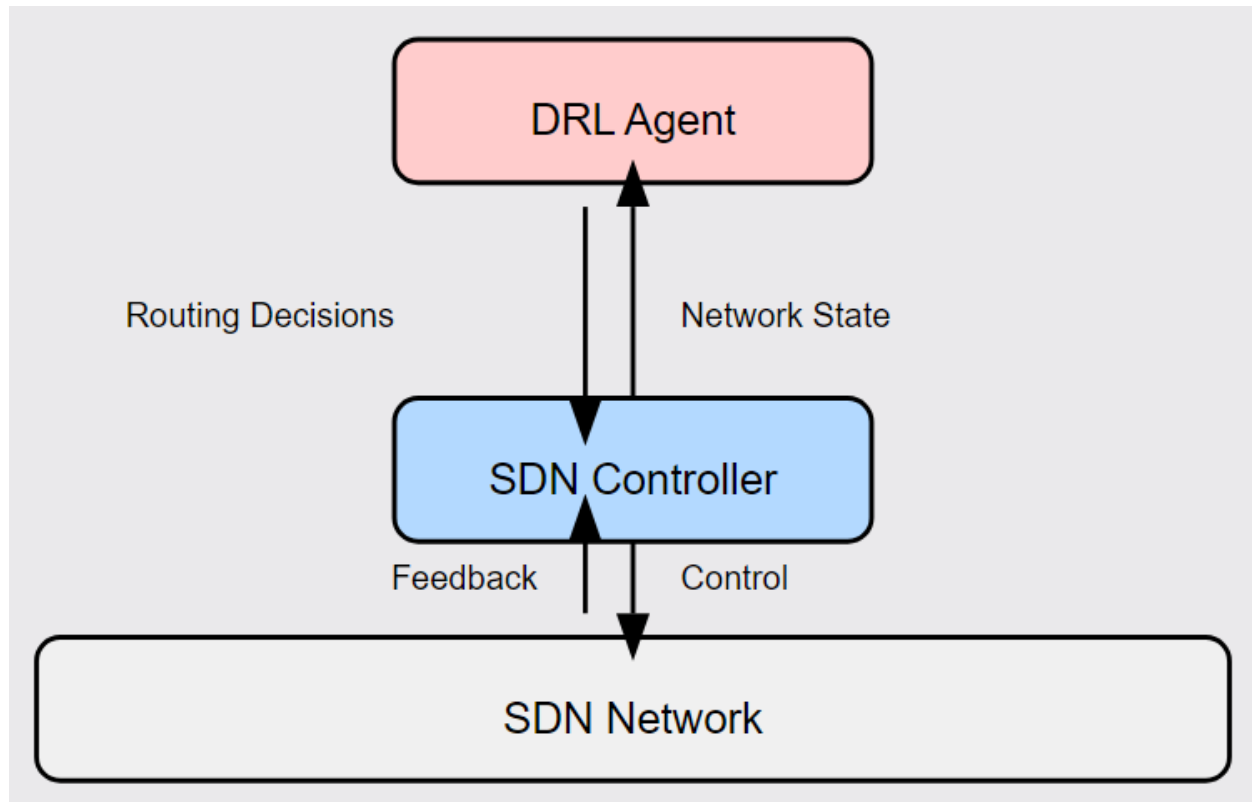 DRL Agent
Routing Decisions
Network State
SDN Controller
Feedback
Control
SDN Network